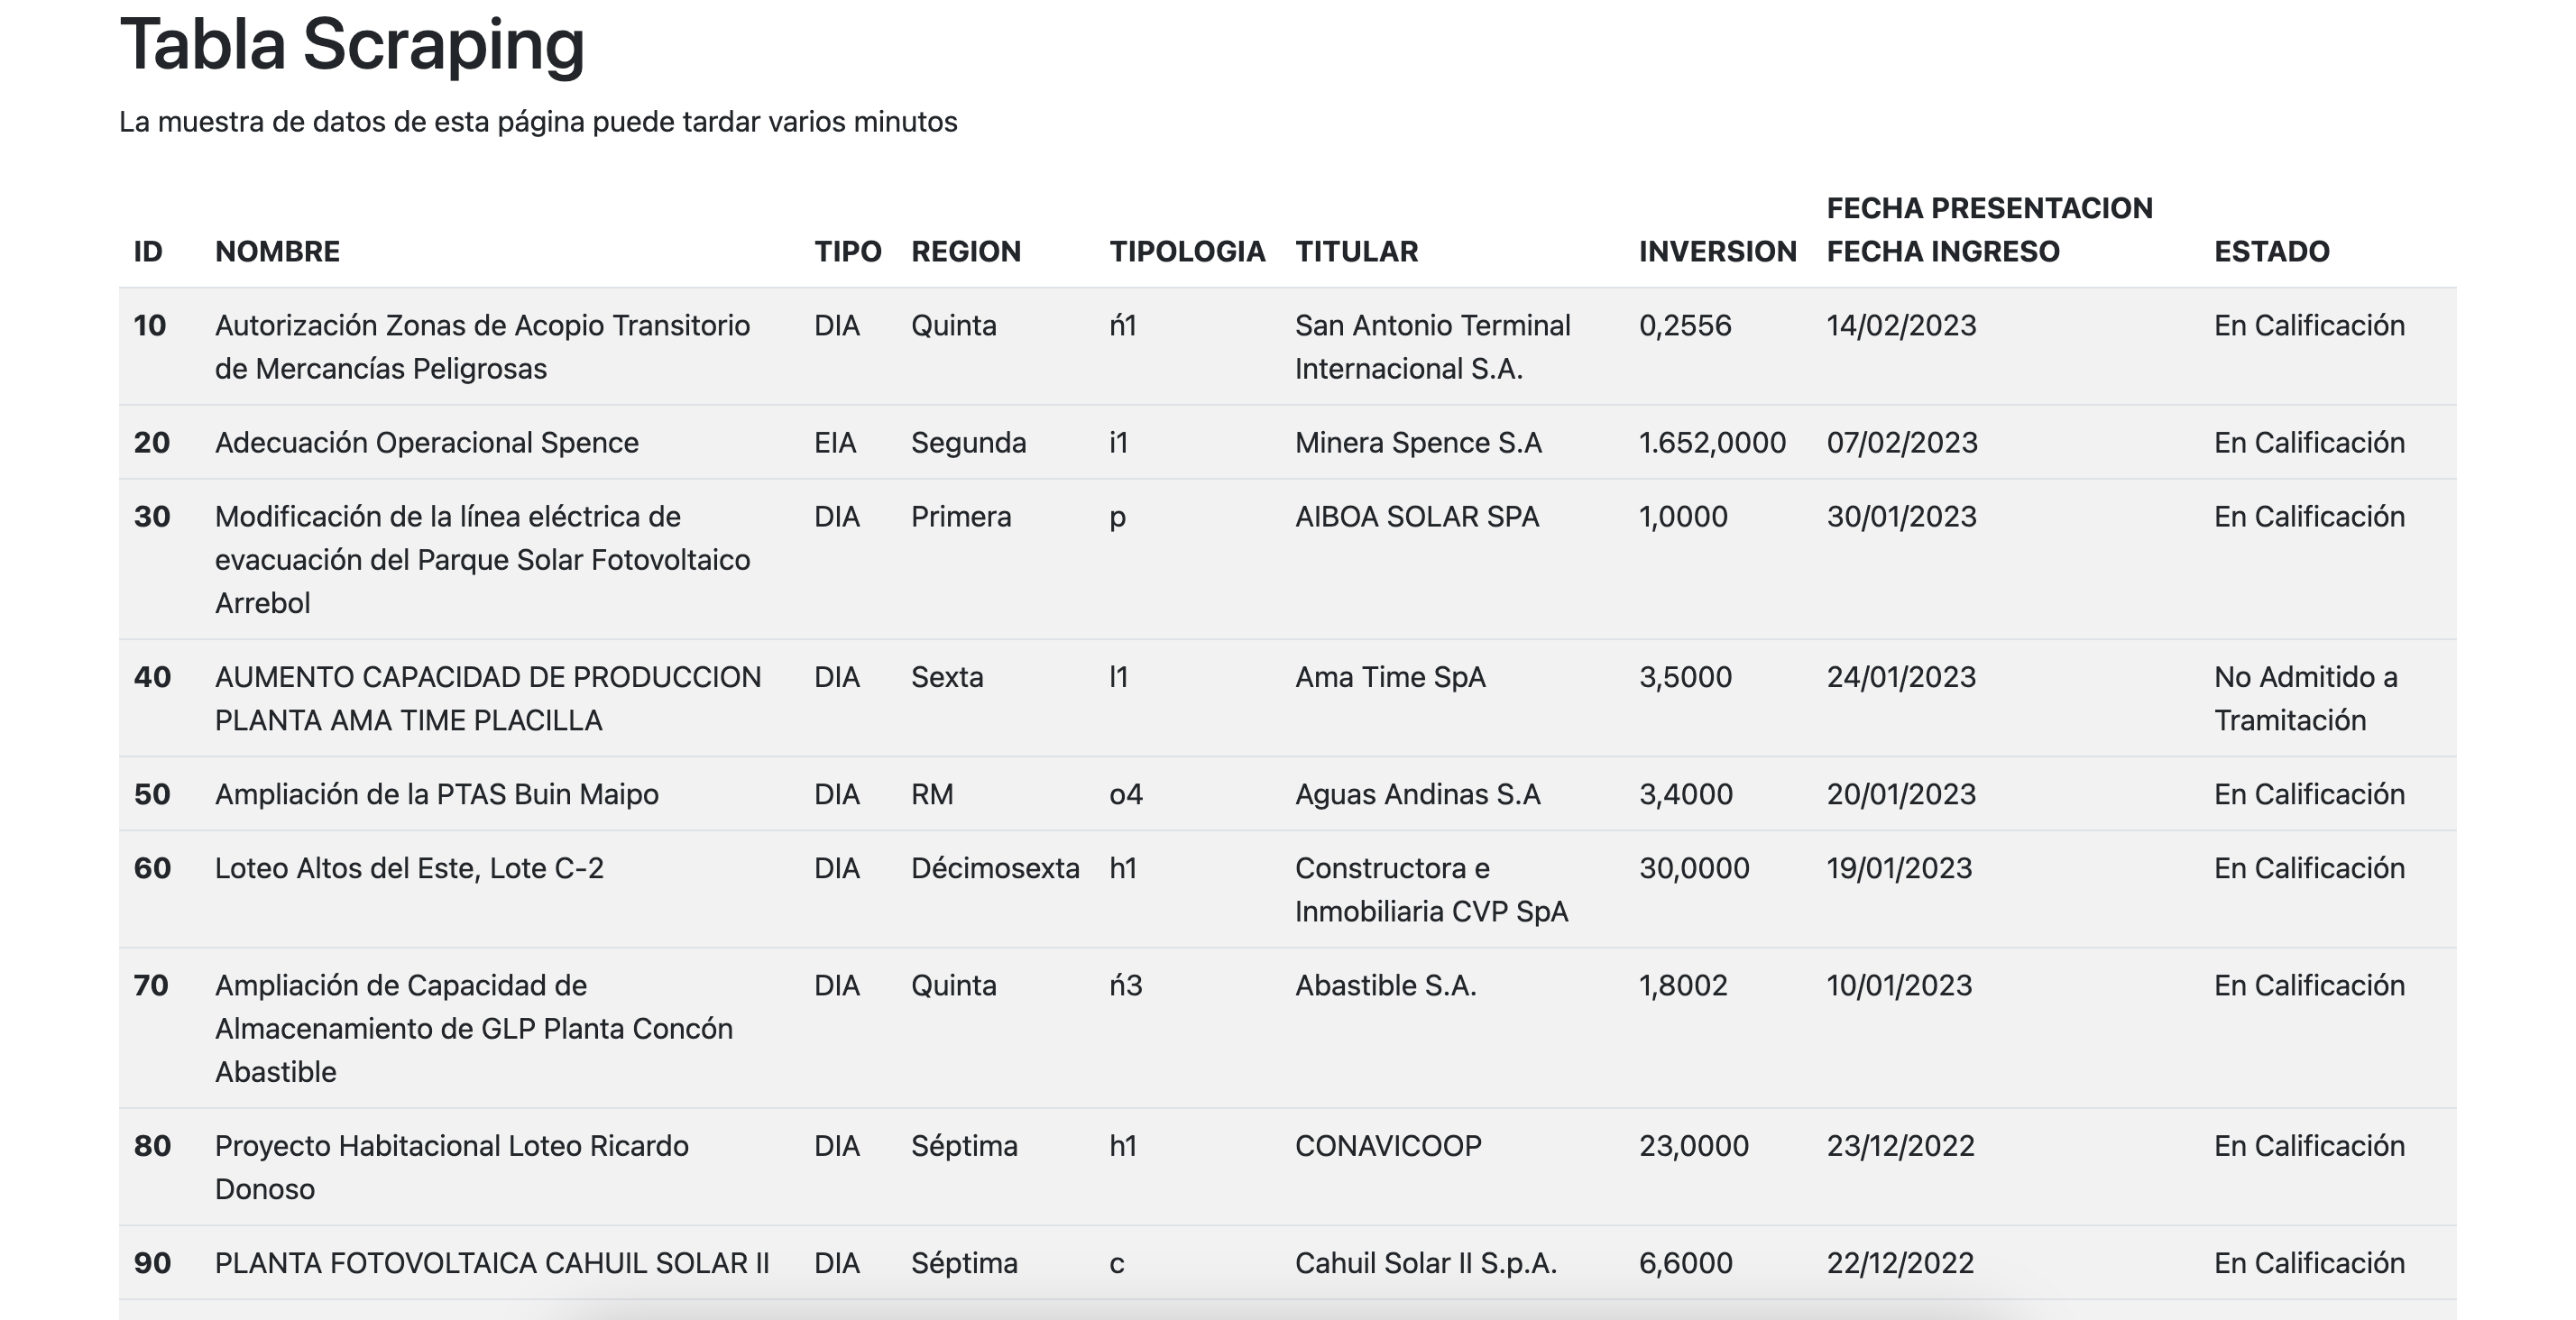 Tabla Scraping
La muestra de datos de esta página puede tardar varios minutos
ID NOMBRE TIPO REGION TIPOLOGIA TITULAR INVERSION FECHA PRESENTACION FECHA INGRESO ESTADO
10 Autorización Zonas de Acopio Transitorio DIA Quinta ń1 San Antonio Terminal 0,2556 14/02/2023 En Calificación
de Mercancías Peligrosas Internacional S.A.
20 Adecuación Operacional Spence EIA Segunda i1 Minera Spence S.A 1.652,0000 07/02/2023 En Calificación
30 Modificación de la línea eléctrica de DIA Primera p AIBOA SOLAR SPA 1,0000 30/01/2023 En Calificación
evacuación del Parque Solar Fotovoltaico
Arrebol
40 AUMENTO CAPACIDAD DE PRODUCCION DIA Sexta l1 Ama Time SpA 3,5000 24/01/2023 No Admitido a
PLANTA AMA TIME PLACILLA Tramitación
50 Ampliación de la PTAS Buin Maipo DIA RM o4 Aguas Andinas S.A 3,4000 20/01/2023 En Calificación
60 Loteo Altos del Este, Lote C-2 DIA Décimosexta h1 Constructora e 30,0000 19/01/2023 En Calificación
Inmobiliaria CVP SpA
70 Ampliación de Capacidad de DIA Quinta ń3 Abastible S.A. 1,8002 10/01/2023 En Calificación
Almacenamiento de GLP Planta Concón
Abastible
80 Proyecto Habitacional Loteo Ricardo DIA Séptima h1 CONAVICOOP 23,0000 23/12/2022 En Calificación
Donoso
90 PLANTA FOTOVOLTAICA CAHUIL SOLAR II DIA Séptima c Cahuil Solar II S.p.A. 6,6000 22/12/2022 En Calificación